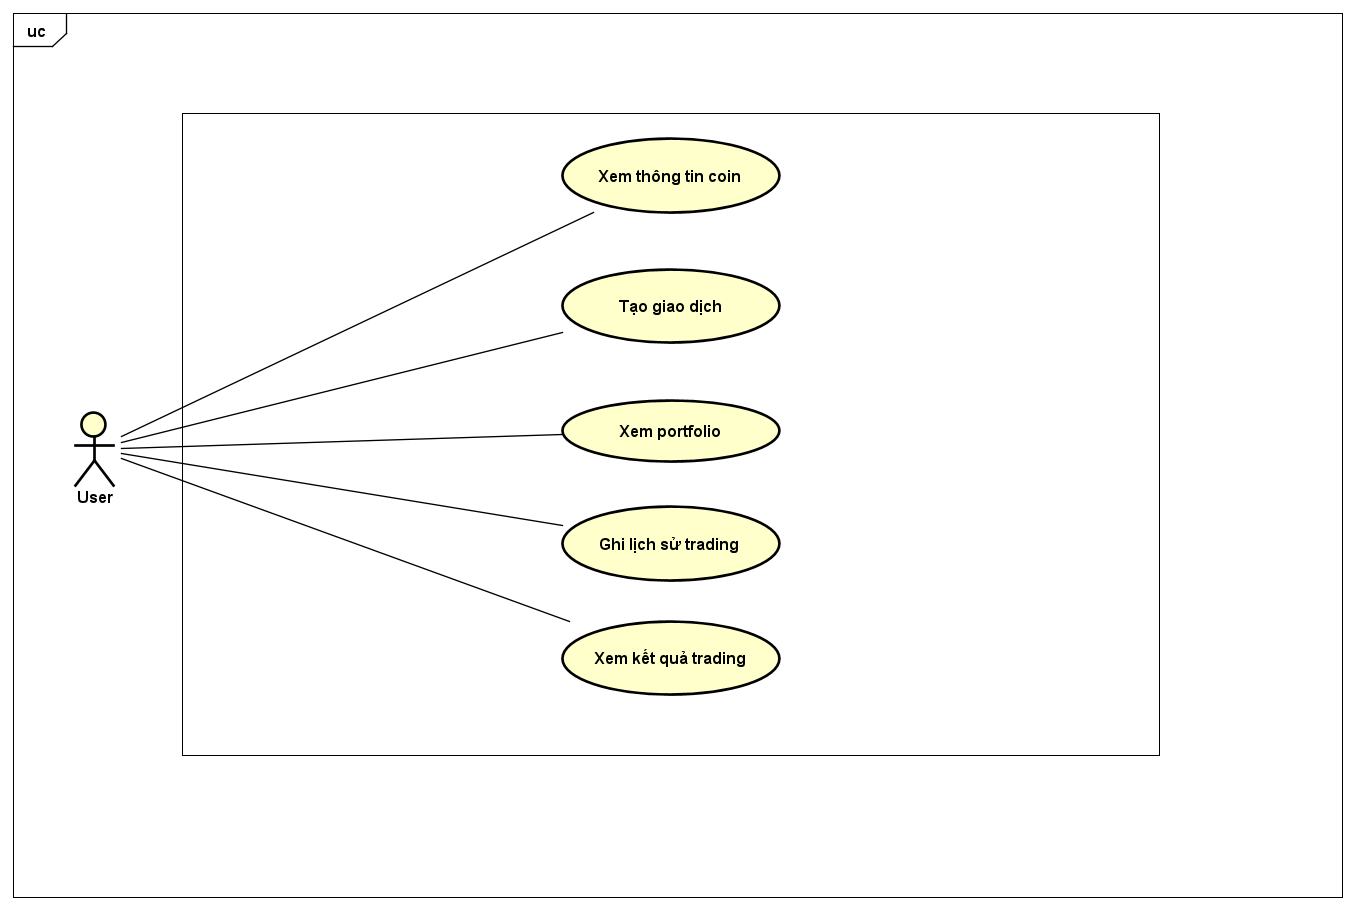 uc
Xem thông tin coin
Tạo giao dịch
Xem portfolio
User
Ghi lịch sử trading
Xem kết quả trading